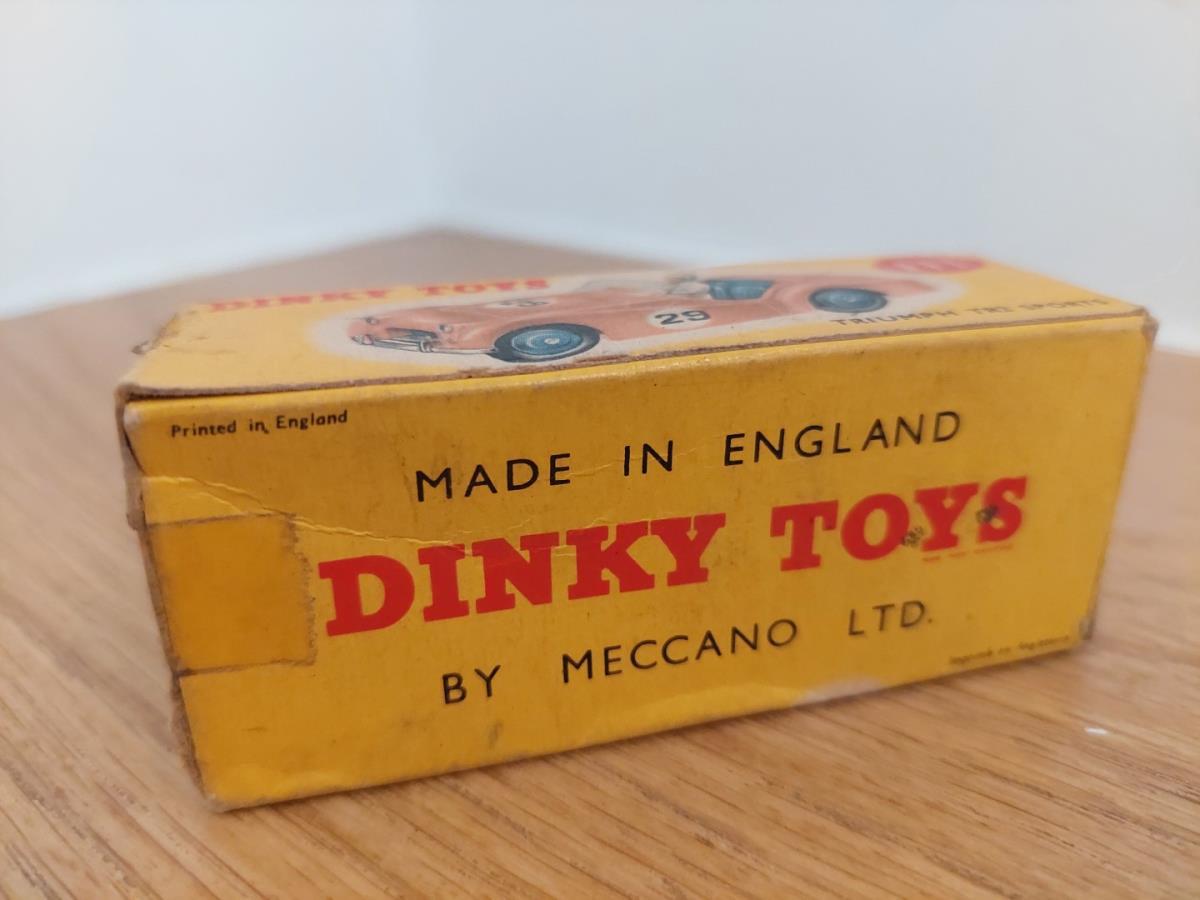 DINKY TOYS
29
TRIUMPH TR2 SPORTS
Printed in England
MADE IN ENGLAND
DINKY TOYS
BY MECCANO LTD.